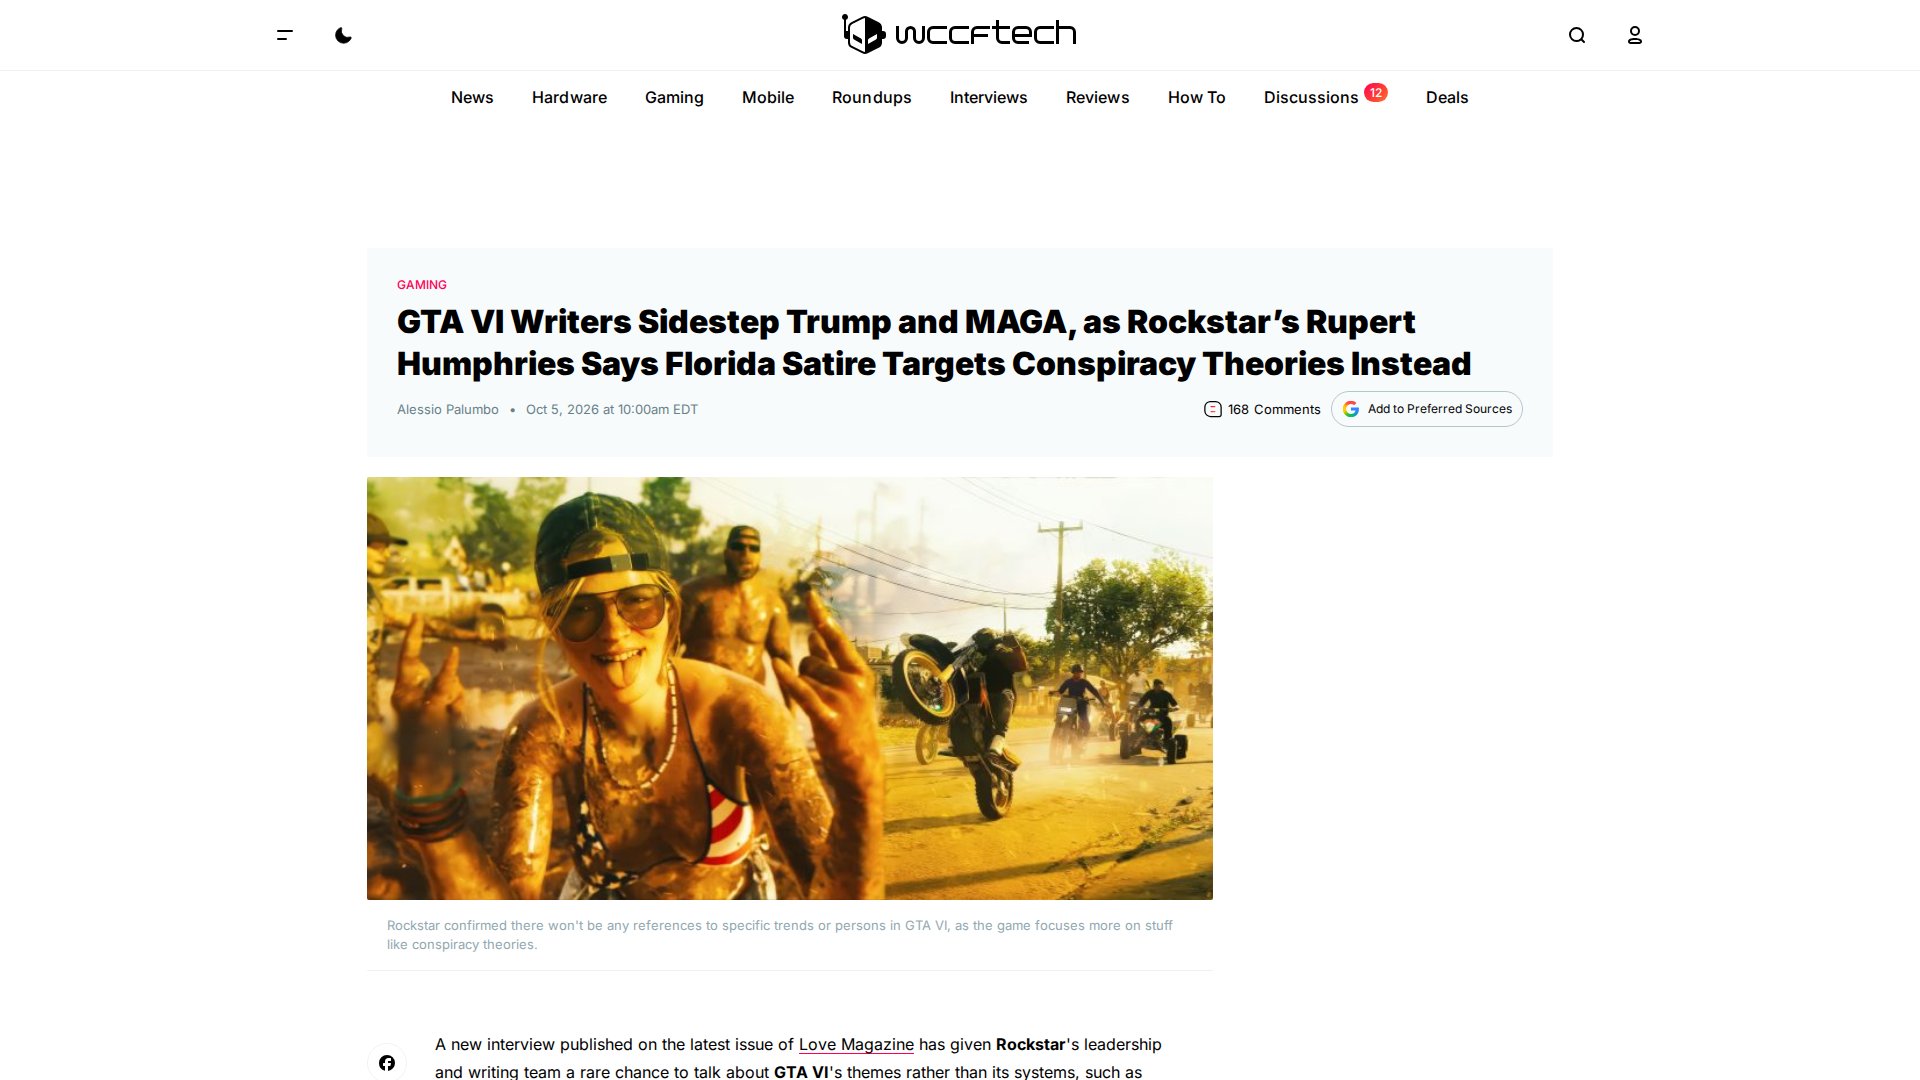 wccftech
News Hardware Gaming Mobile Roundups Interviews Reviews How To Discussions 12 Deals
GAMING
GTA VI Writers Sidestep Trump and MAGA, as Rockstar’s Rupert
Humphries Says Florida Satire Targets Conspiracy Theories Instead
Alessio Palumbo • Oct 5, 2026 at 10:00am EDT
168 Comments
Add to Preferred Sources
Rockstar confirmed there won't be any references to specific trends or persons in GTA VI, as the game focuses more on stuff
like conspiracy theories.
A new interview published on the latest issue of Love Magazine has given Rockstar's leadership
and writing team a rare chance to talk about GTA VI's themes rather than its systems, such as